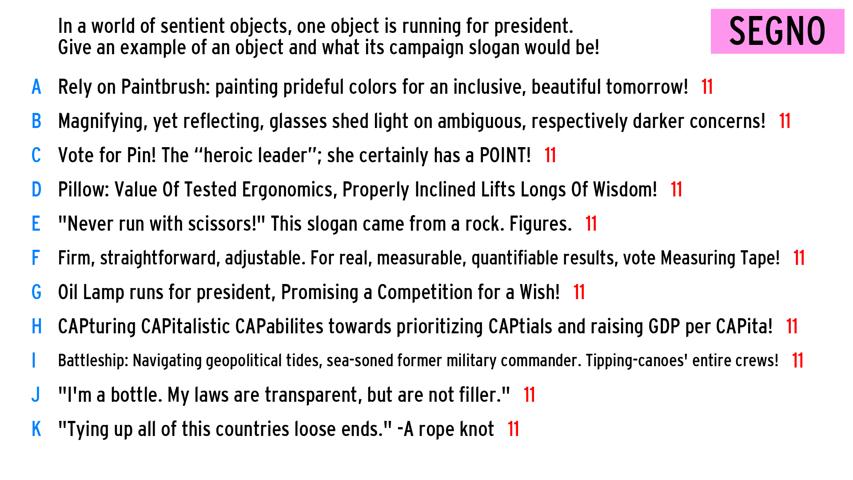 In a world of sentient objects, one object is running for president.
Give an example of an object and what its campaign slogan would be!
SEGNO
A Rely on Paintbrush: painting prideful colors for an inclusive, beautiful tomorrow! 11
B Magnifying, yet reflecting, glasses shed light on ambiguous, respectively darker concerns! 11
C Vote for Pin! The “heroic leader”; she certainly has a POINT! 11
D Pillow: Value Of Tested Ergonomics, Properly Inclined Lifts Longs Of Wisdom! 11
E "Never run with scissors!" This slogan came from a rock. Figures. 11
F Firm, straightforward, adjustable. For real, measurable, quantifiable results, vote Measuring Tape! 11
G Oil Lamp runs for president, Promising a Competition for a Wish! 11
H CAPturing CAPitalistic CAPabilites towards prioritizing CAPtials and raising GDP per CAPita! 11
I Battleship: Navigating geopolitical tides, sea-soned former military commander. Tipping-canoes' entire crews! 11
J "I'm a bottle. My laws are transparent, but are not filler." 11
K "Tying up all of this countries loose ends." -A rope knot 11